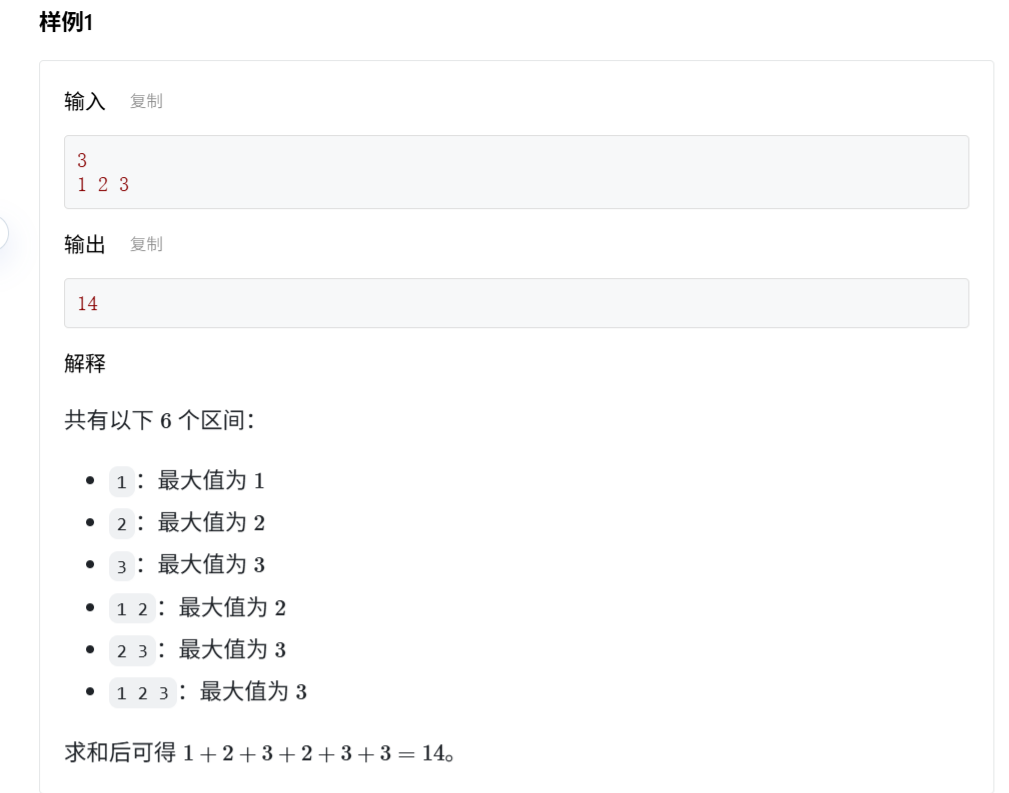 样例1
输入 复制
3
1 2 3
输出 复制
14
解释
共有以下 6 个区间：
1：最大值为 1
2：最大值为 2
3：最大值为 3
1 2：最大值为 2
2 3：最大值为 3
1 2 3：最大值为 3
求和后可得 1 + 2 + 3 + 2 + 3 + 3 = 14。